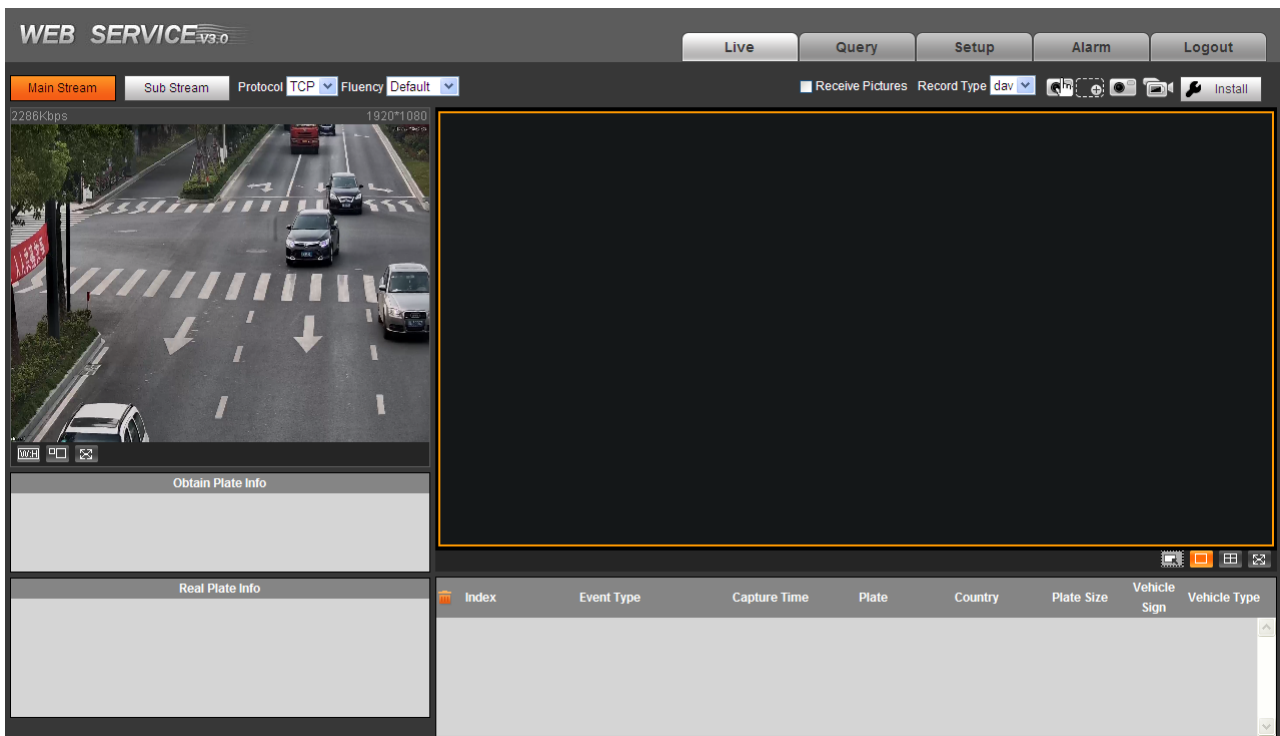 WEB SERVICE V3.0
Live Query Setup Alarm Logout
Main Stream Sub Stream Protocol TCP Fluency Default Receive Pictures Record Type dav Install
2286Kbps 1920*1080
W:H
Obtain Plate Info
Real Plate Info
Index Event Type Capture Time Plate Country Plate Size Vehicle Sign Vehicle Type